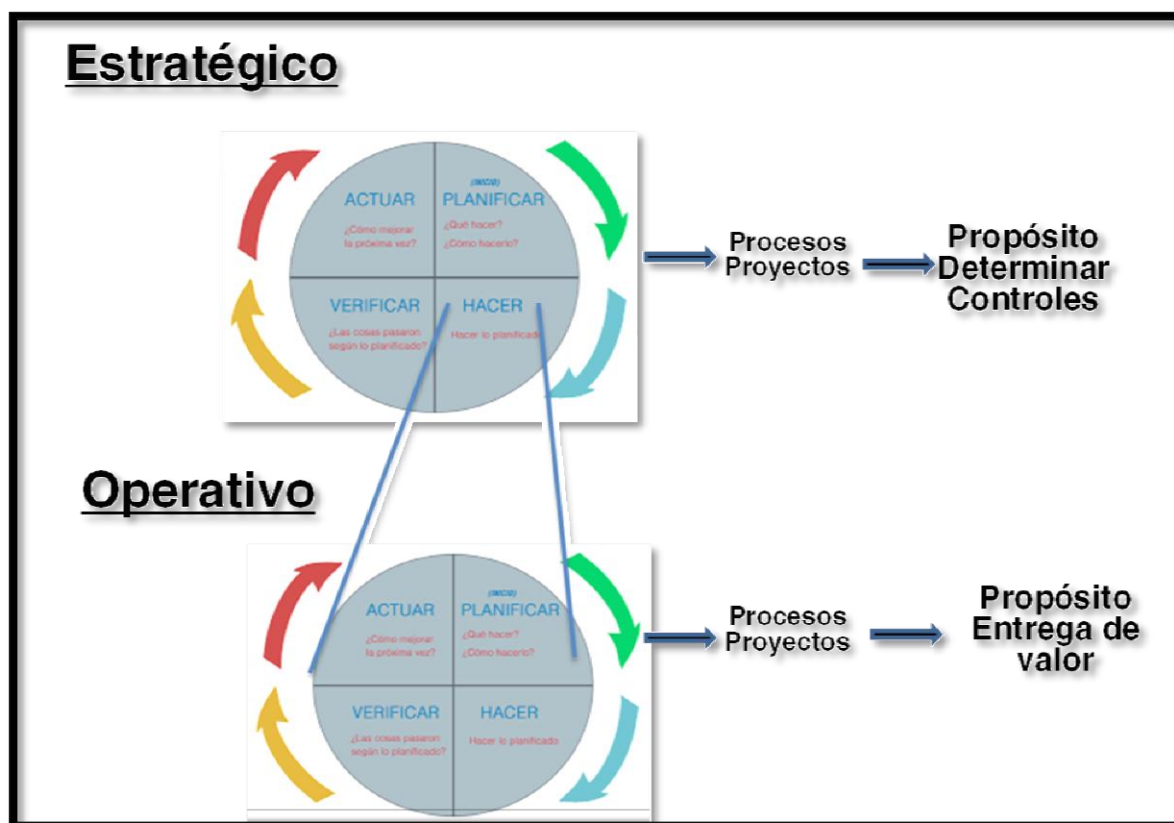 Estratégico
(INICIO)
ACTUAR
PLANIFICAR
¿Cómo mejorar
la próxima vez?
¿Qué hacer?
¿Cómo hacerlo?
VERIFICAR
HACER
¿Las cosas pasaron
según lo planificado?
Hacer lo planificado
Procesos
Proyectos
Propósito
Determinar
Controles
Operativo
(INICIO)
ACTUAR
PLANIFICAR
¿Cómo mejorar
la próxima vez?
¿Qué hacer?
¿Cómo hacerlo?
VERIFICAR
HACER
¿Las cosas pasaron
según lo planificado?
Hacer lo planificado
Procesos
Proyectos
Propósito
Entrega de
valor